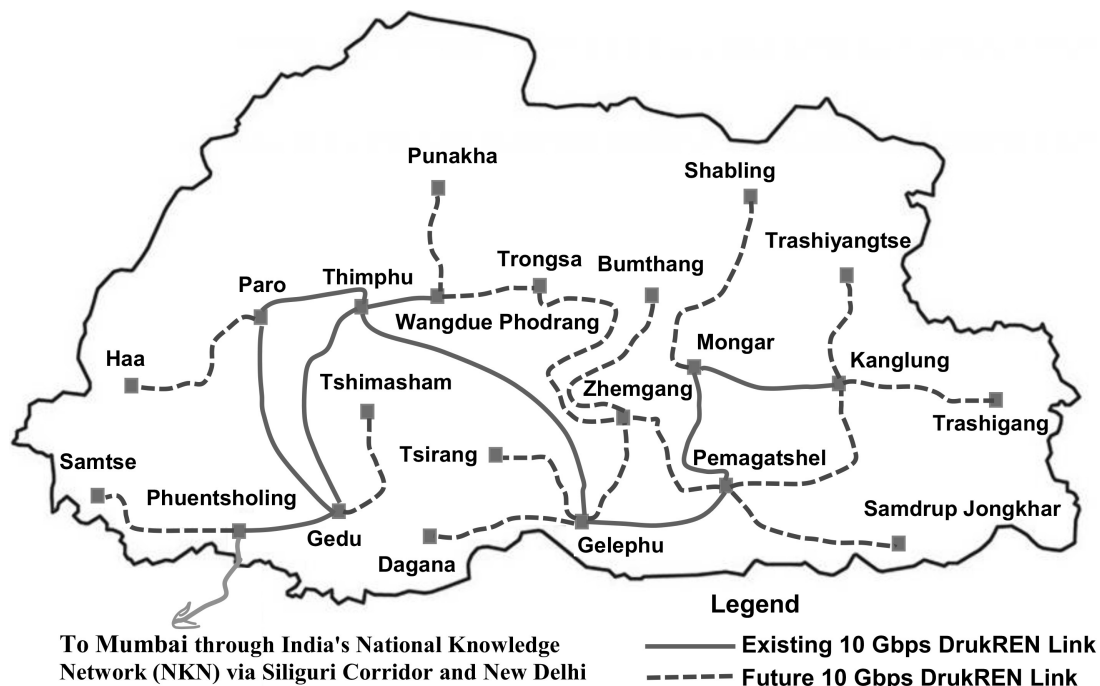 Punakha
Shabling
Trashiyangtse
Trongsa
Bumthang
Thimphu
Paro
Wangdue Phodrang
Mongar
Haa
Kanglung
Tshimasham
Zhemgang
Trashigang
Tsirang
Pemagatshel
Samtse
Phuentsholing
Samdrup Jongkhar
Gedu
Gelephu
Dagana
Legend
To Mumbai through India's National Knowledge
Network (NKN) via Siliguri Corridor and New Delhi
Existing 10 Gbps DrukREN Link
Future 10 Gbps DrukREN Link